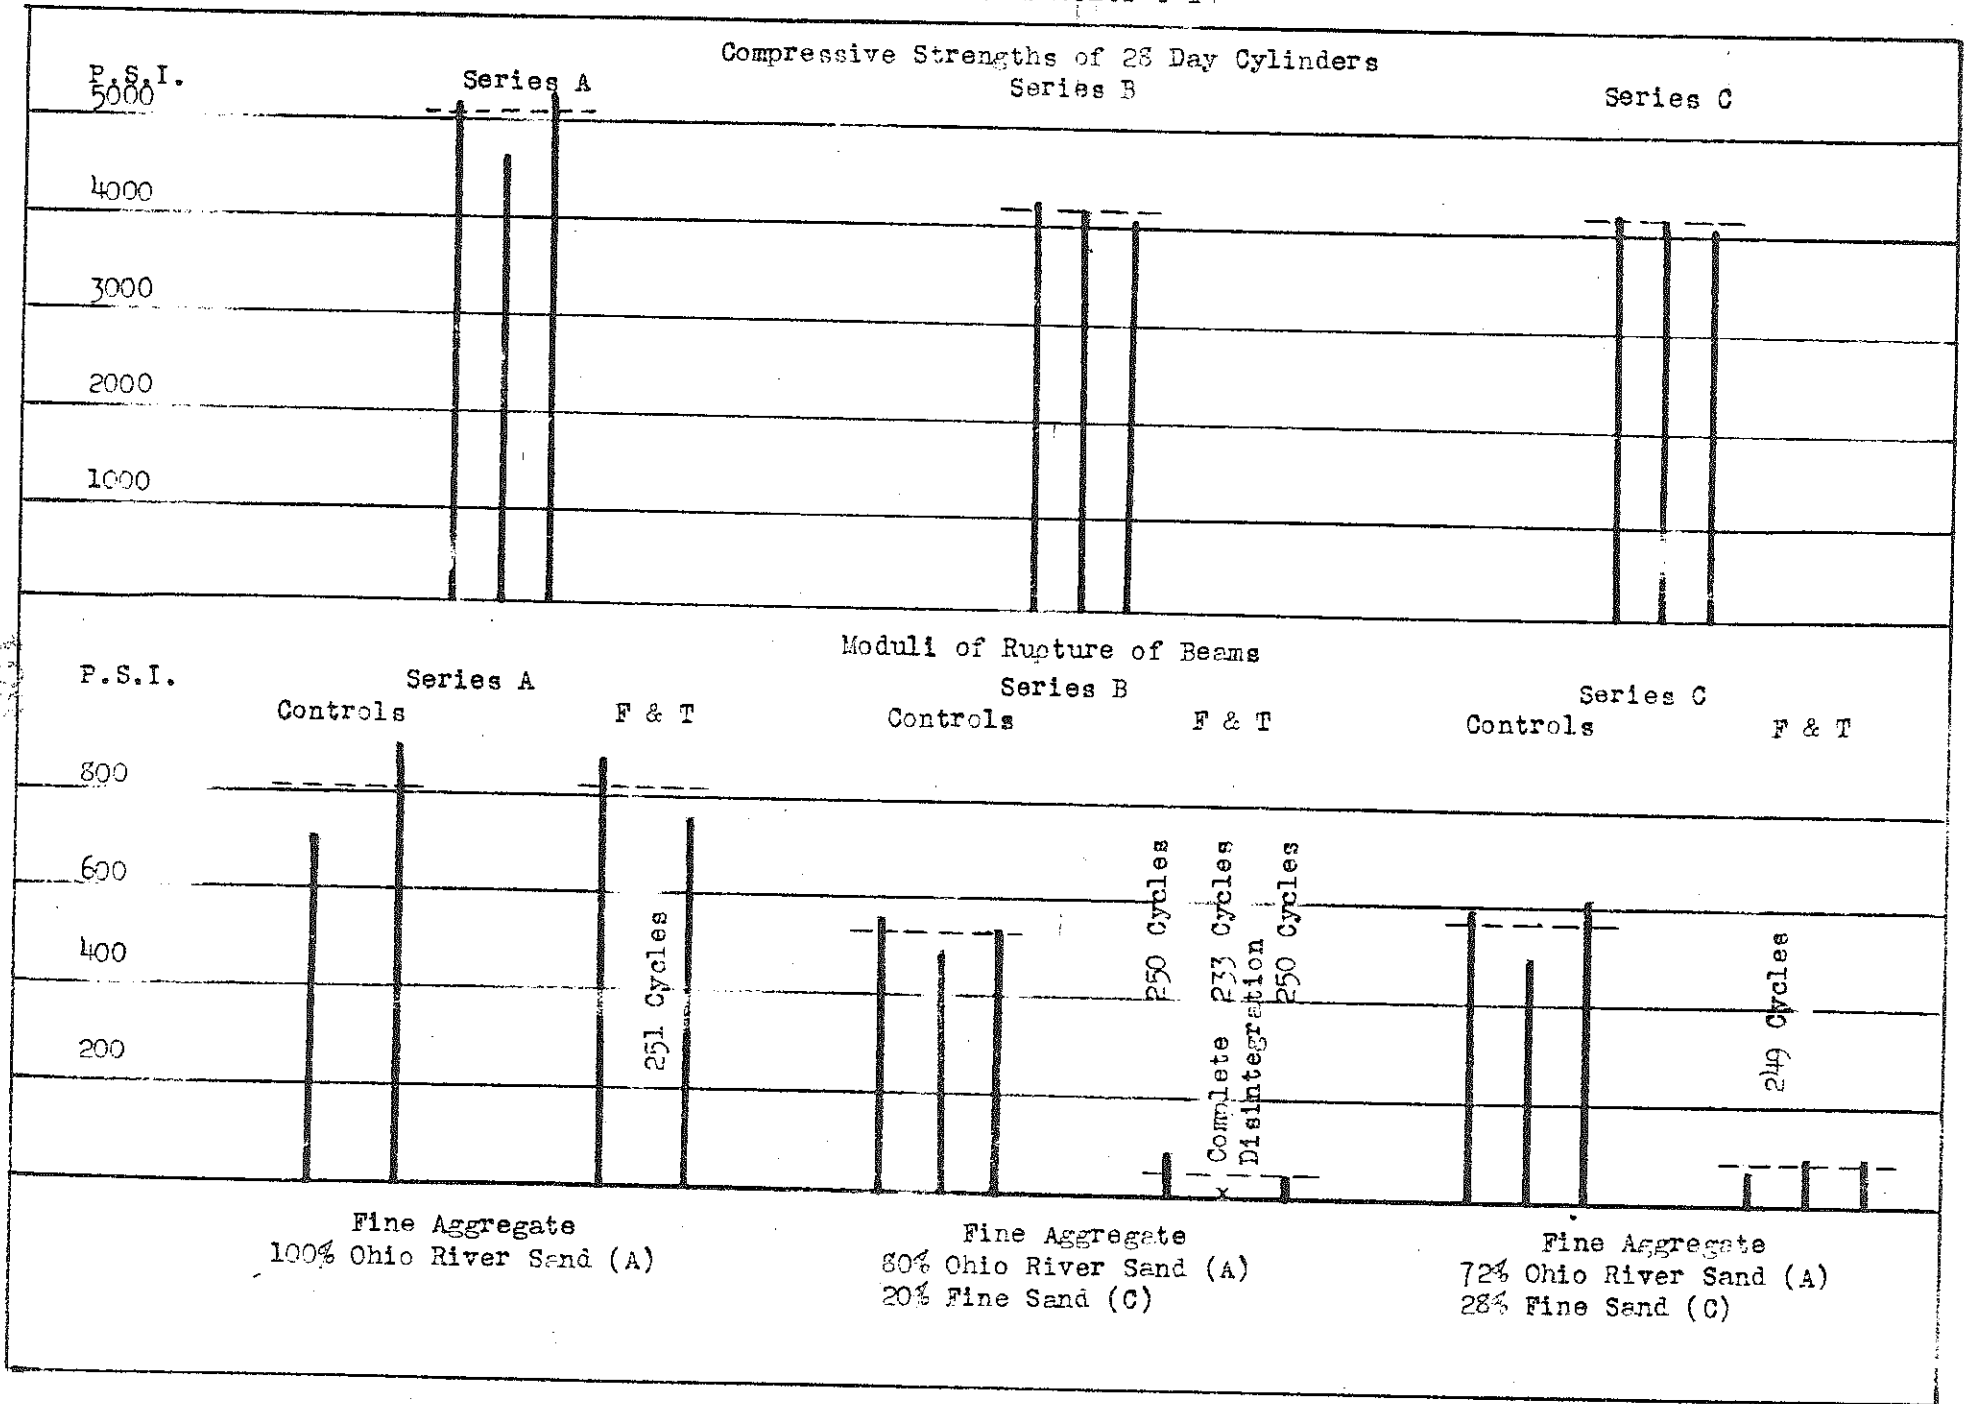 Compressive Strengths of 28 Day Cylinders
P.S.I.
Series A
Series B
Series C
5000
4000
3000
2000
1000
Moduli of Rupture of Beams
P.S.I.
Series A
Series B
Series C
Controls
F & T
Controls
F & T
Controls
F & T
800
600
400
200
251 Cycles
250 Cycles
Complete 233 Cycles
Disintegration
250 Cycles
249 Cycles
Fine Aggregate
100% Ohio River Sand (A)
Fine Aggregate
80% Ohio River Sand (A)
20% Fine Sand (C)
Fine Aggregate
72% Ohio River Sand (A)
28% Fine Sand (C)